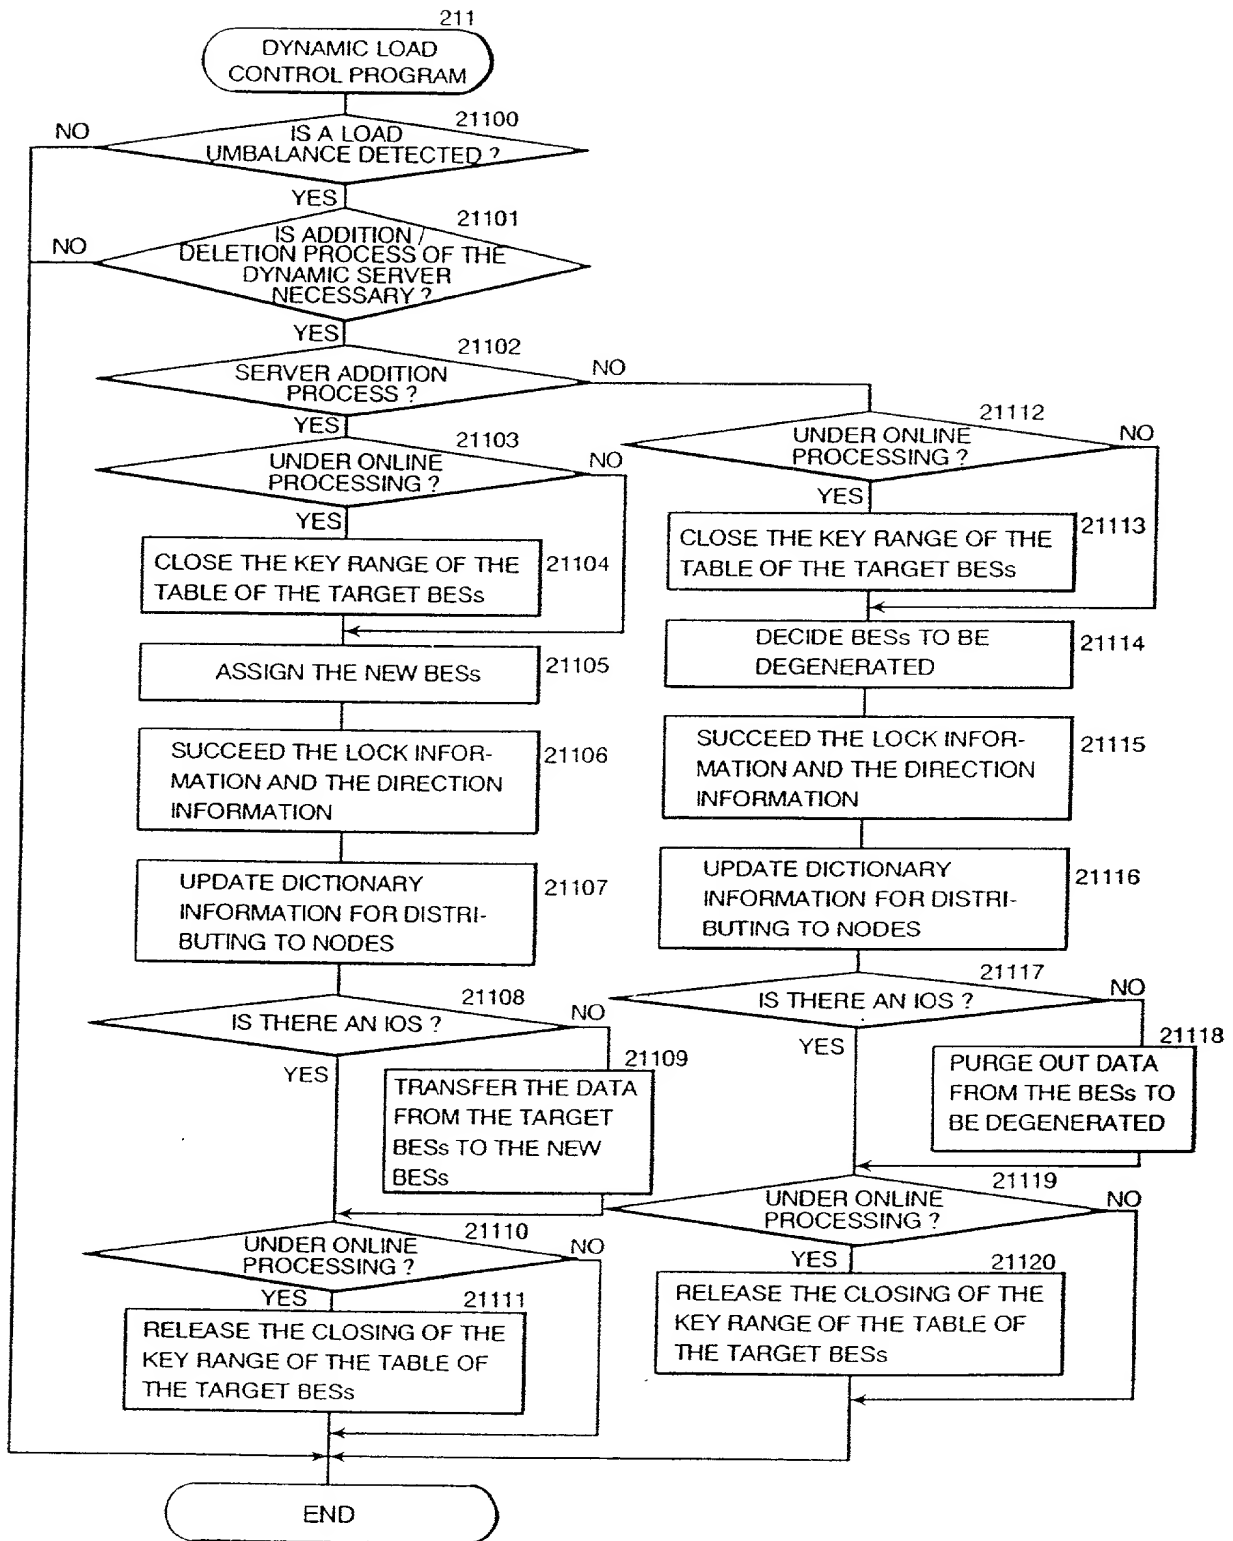 211
DYNAMIC LOAD
CONTROL PROGRAM
21100
NO
IS A LOAD
UMBALANCE DETECTED ?
YES
21101
NO
IS ADDITION /
DELETION PROCESS OF THE
DYNAMIC SERVER
NECESSARY ?
YES
21102
NO
SERVER ADDITION
PROCESS ?
YES
21103
UNDER ONLINE
PROCESSING ?
NO
YES
CLOSE THE KEY RANGE OF THE
TABLE OF THE TARGET BESs
21104
ASSIGN THE NEW BESs
21105
SUCCEED THE LOCK INFOR-
MATION AND THE DIRECTION
INFORMATION
21106
UPDATE DICTIONARY
INFORMATION FOR DISTRI-
BUTING TO NODES
21107
21108
IS THERE AN IOS ?
NO
YES
21109
TRANSFER THE DATA
FROM THE TARGET
BESs TO THE NEW
BESs
21110
UNDER ONLINE
PROCESSING ?
NO
YES
21111
RELEASE THE CLOSING OF THE
KEY RANGE OF THE TABLE OF
THE TARGET BESs
21112
UNDER ONLINE
PROCESSING ?
NO
YES
CLOSE THE KEY RANGE OF THE
TABLE OF THE TARGET BESs
21113
DECIDE BESs TO BE
DEGENERATED
21114
SUCCEED THE LOCK INFOR-
MATION AND THE DIRECTION
INFORMATION
21115
UPDATE DICTIONARY
INFORMATION FOR DISTRI-
BUTING TO NODES
21116
21117
IS THERE AN IOS ?
NO
YES
21118
PURGE OUT DATA
FROM THE BESs TO
BE DEGENERATED
21119
UNDER ONLINE
PROCESSING ?
NO
YES
21120
RELEASE THE CLOSING OF THE
KEY RANGE OF THE TABLE OF
THE TARGET BESs
END